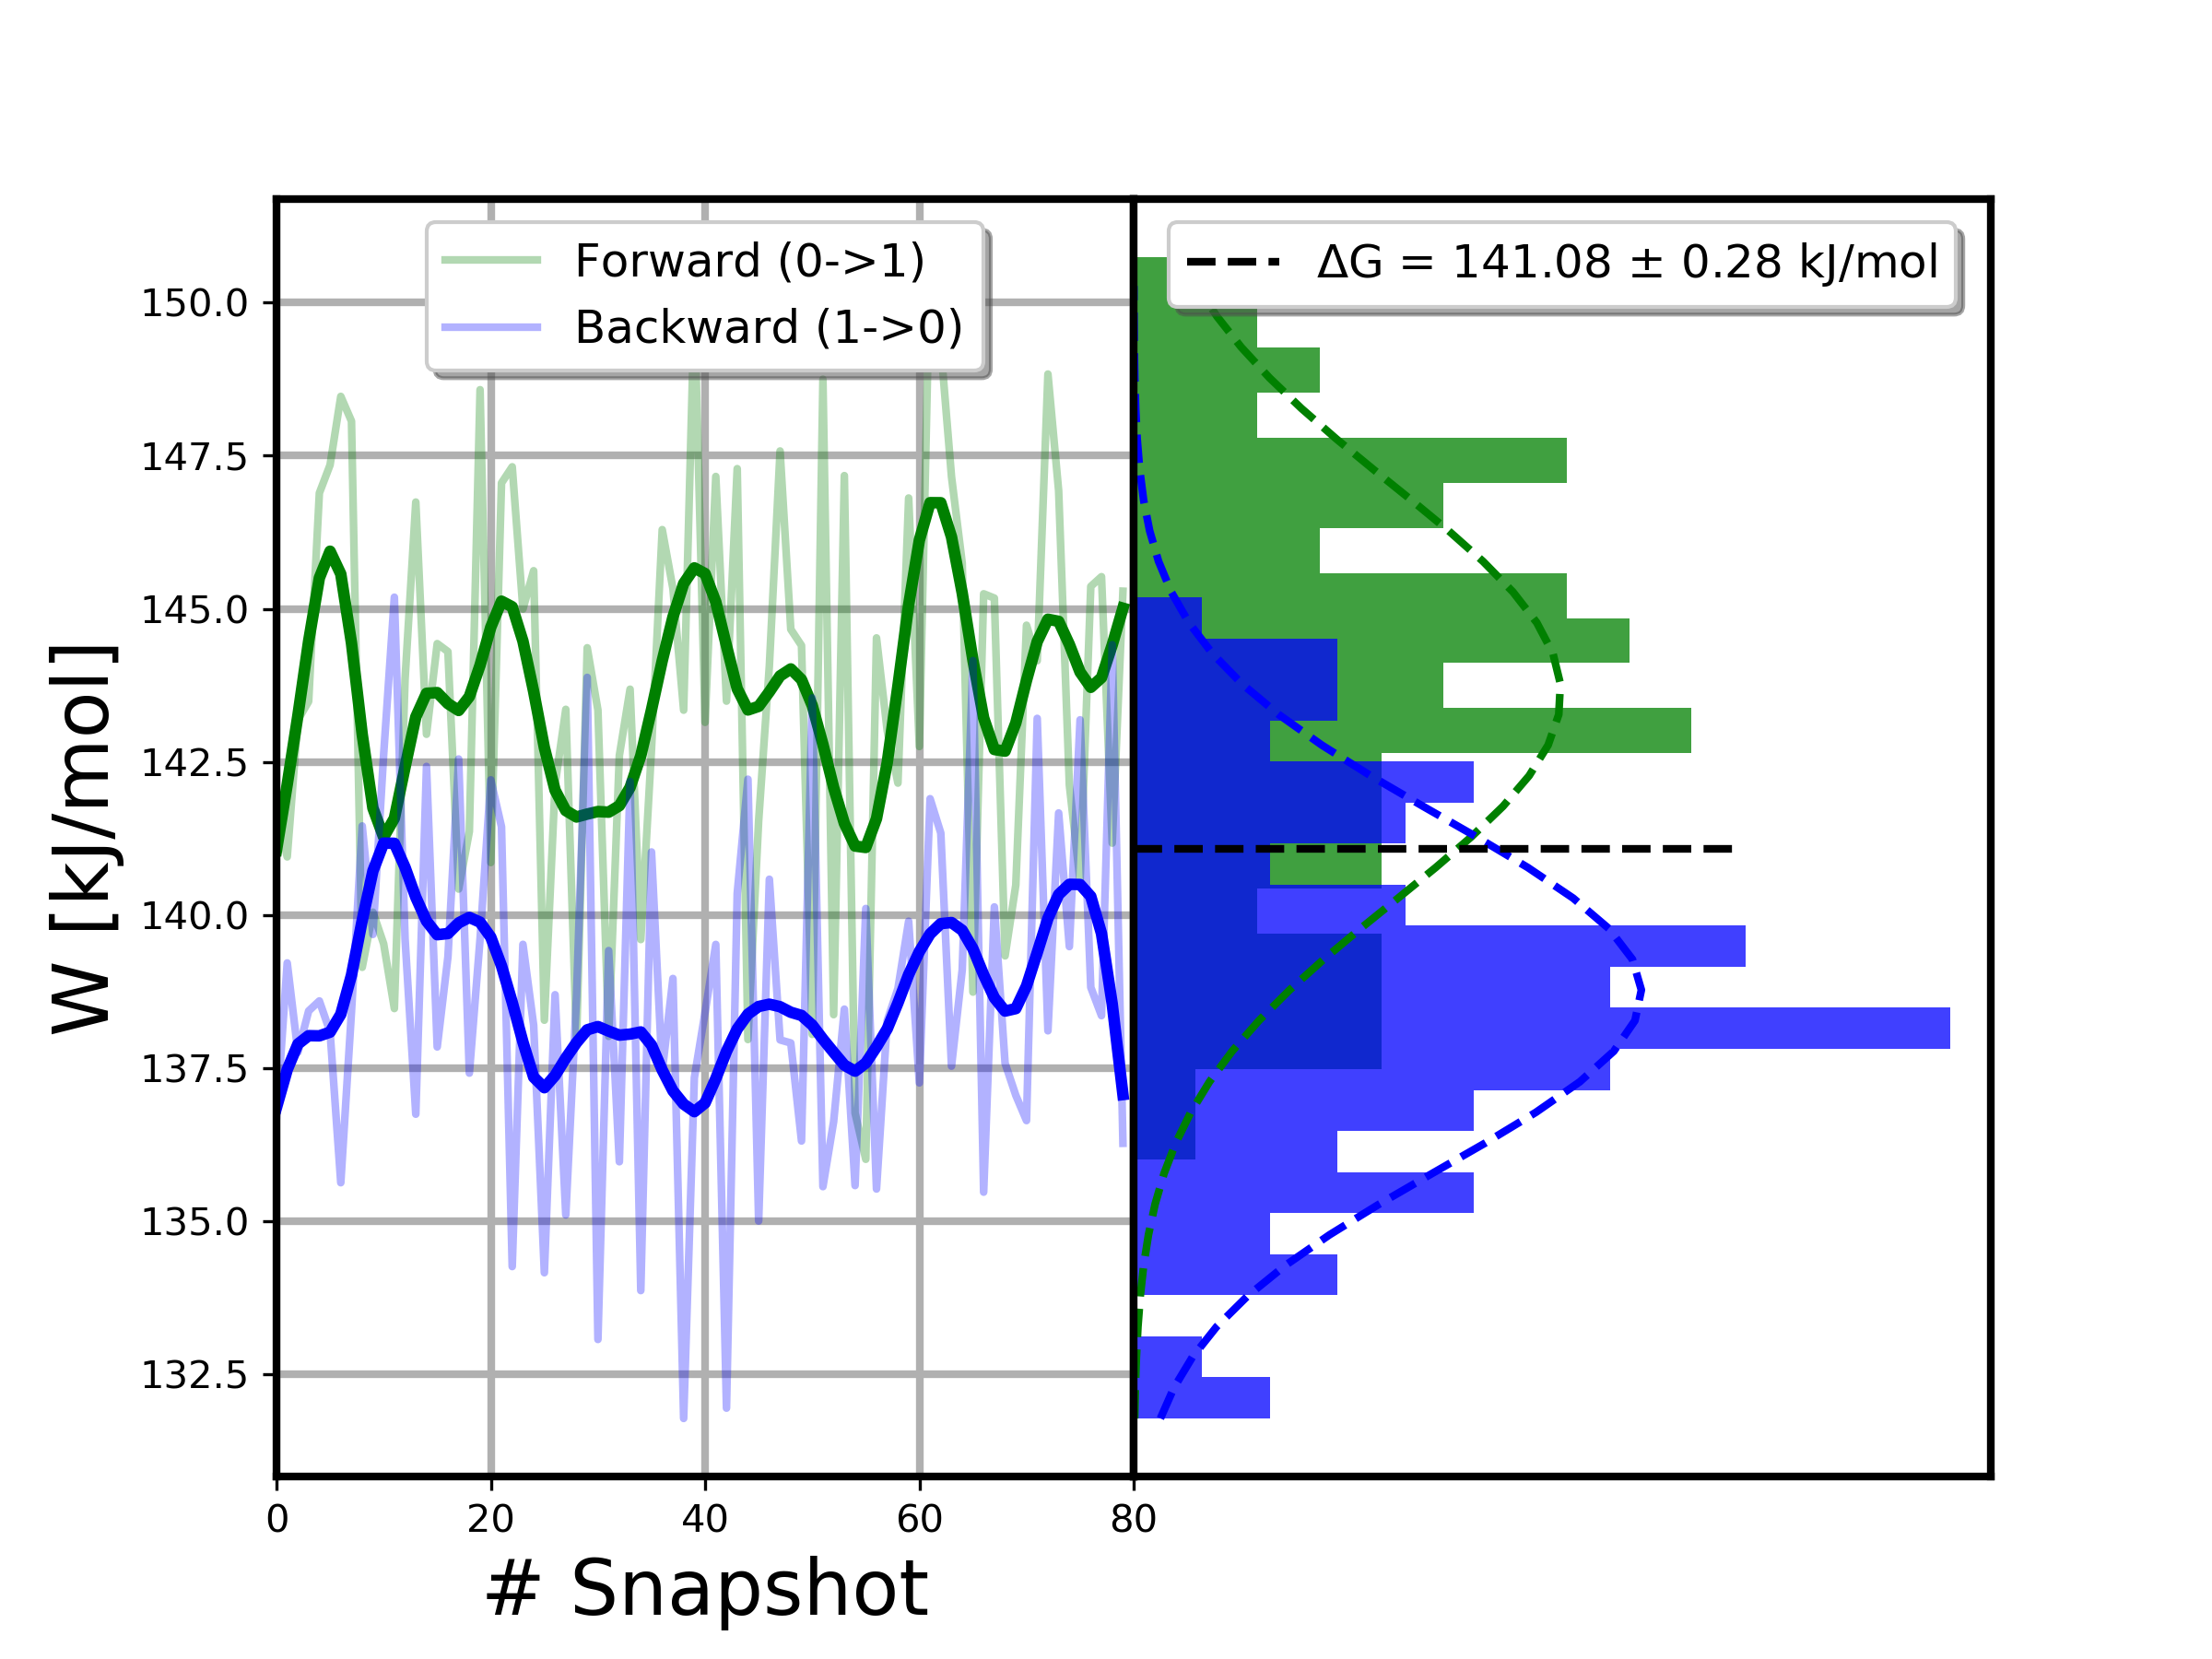 Forward (0->1)
Backward (1->0)
ΔG = 141.08 ± 0.28 kJ/mol
150.0
147.5
145.0
142.5
140.0
137.5
135.0
132.5
W [kJ/mol]
0 20 40 60 80
# Snapshot